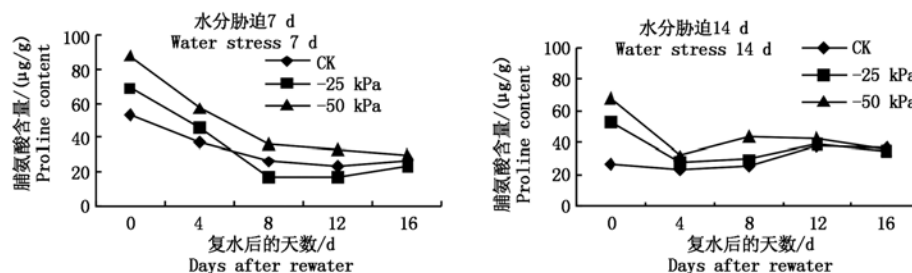 水分胁迫7 d
Water stress 7 d
脯氨酸含量/(μg/g)
Proline content
100
80
60
40
20
0
CK
-25 kPa
-50 kPa
0 4 8 12 16
复水后的天数/d
Days after rewater
水分胁迫14 d
Water stress 14 d
脯氨酸含量/(μg/g)
Proline content
100
80
60
40
20
0
CK
-25 kPa
-50 kPa
0 4 8 12 16
复水后的天数/d
Days after rewater